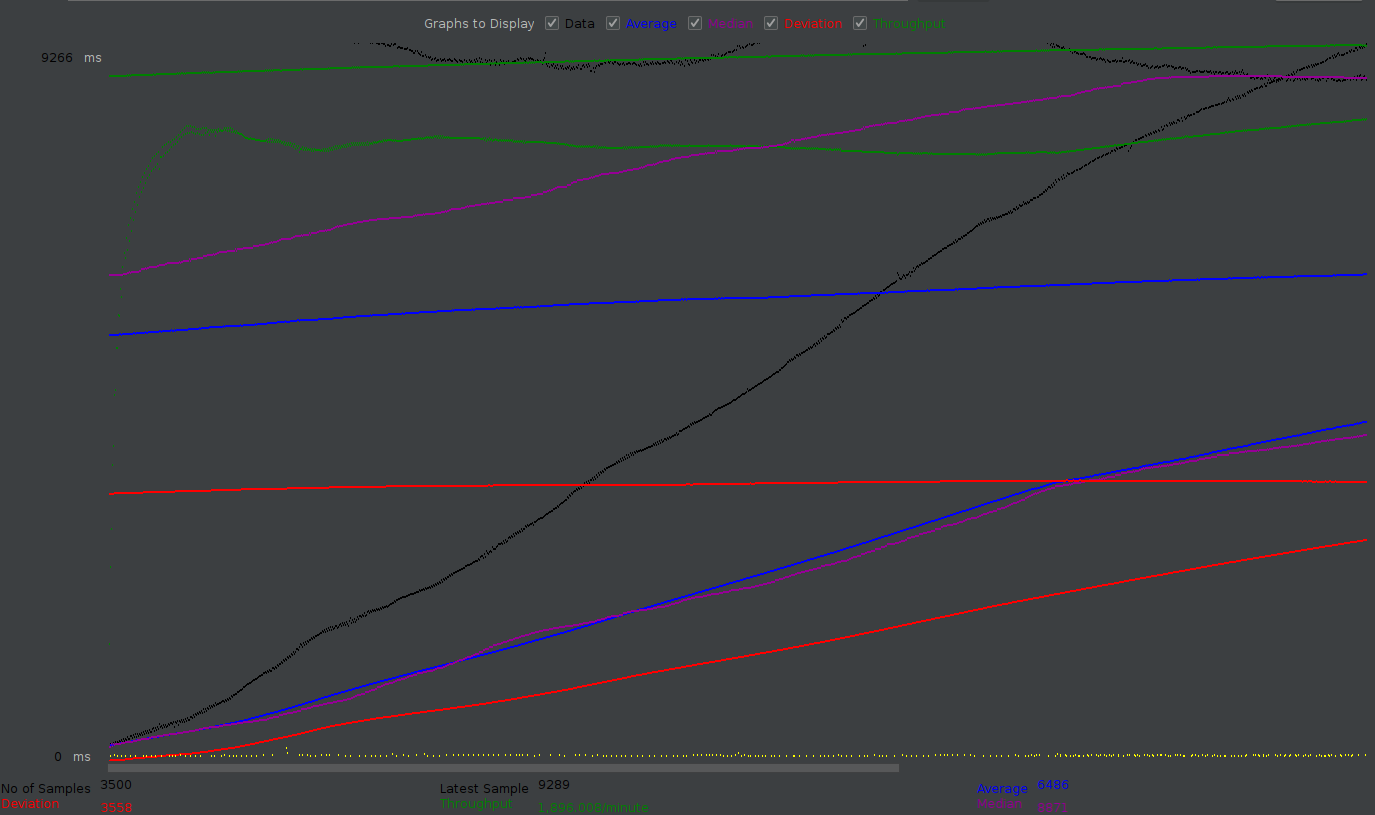 Graphs to Display Data Average Median Deviation Throughput
9266 ms
0 ms
No of Samples 3500 Latest Sample 9289 Average 6486
Deviation 3558 Throughput 1,896.008/minute Median